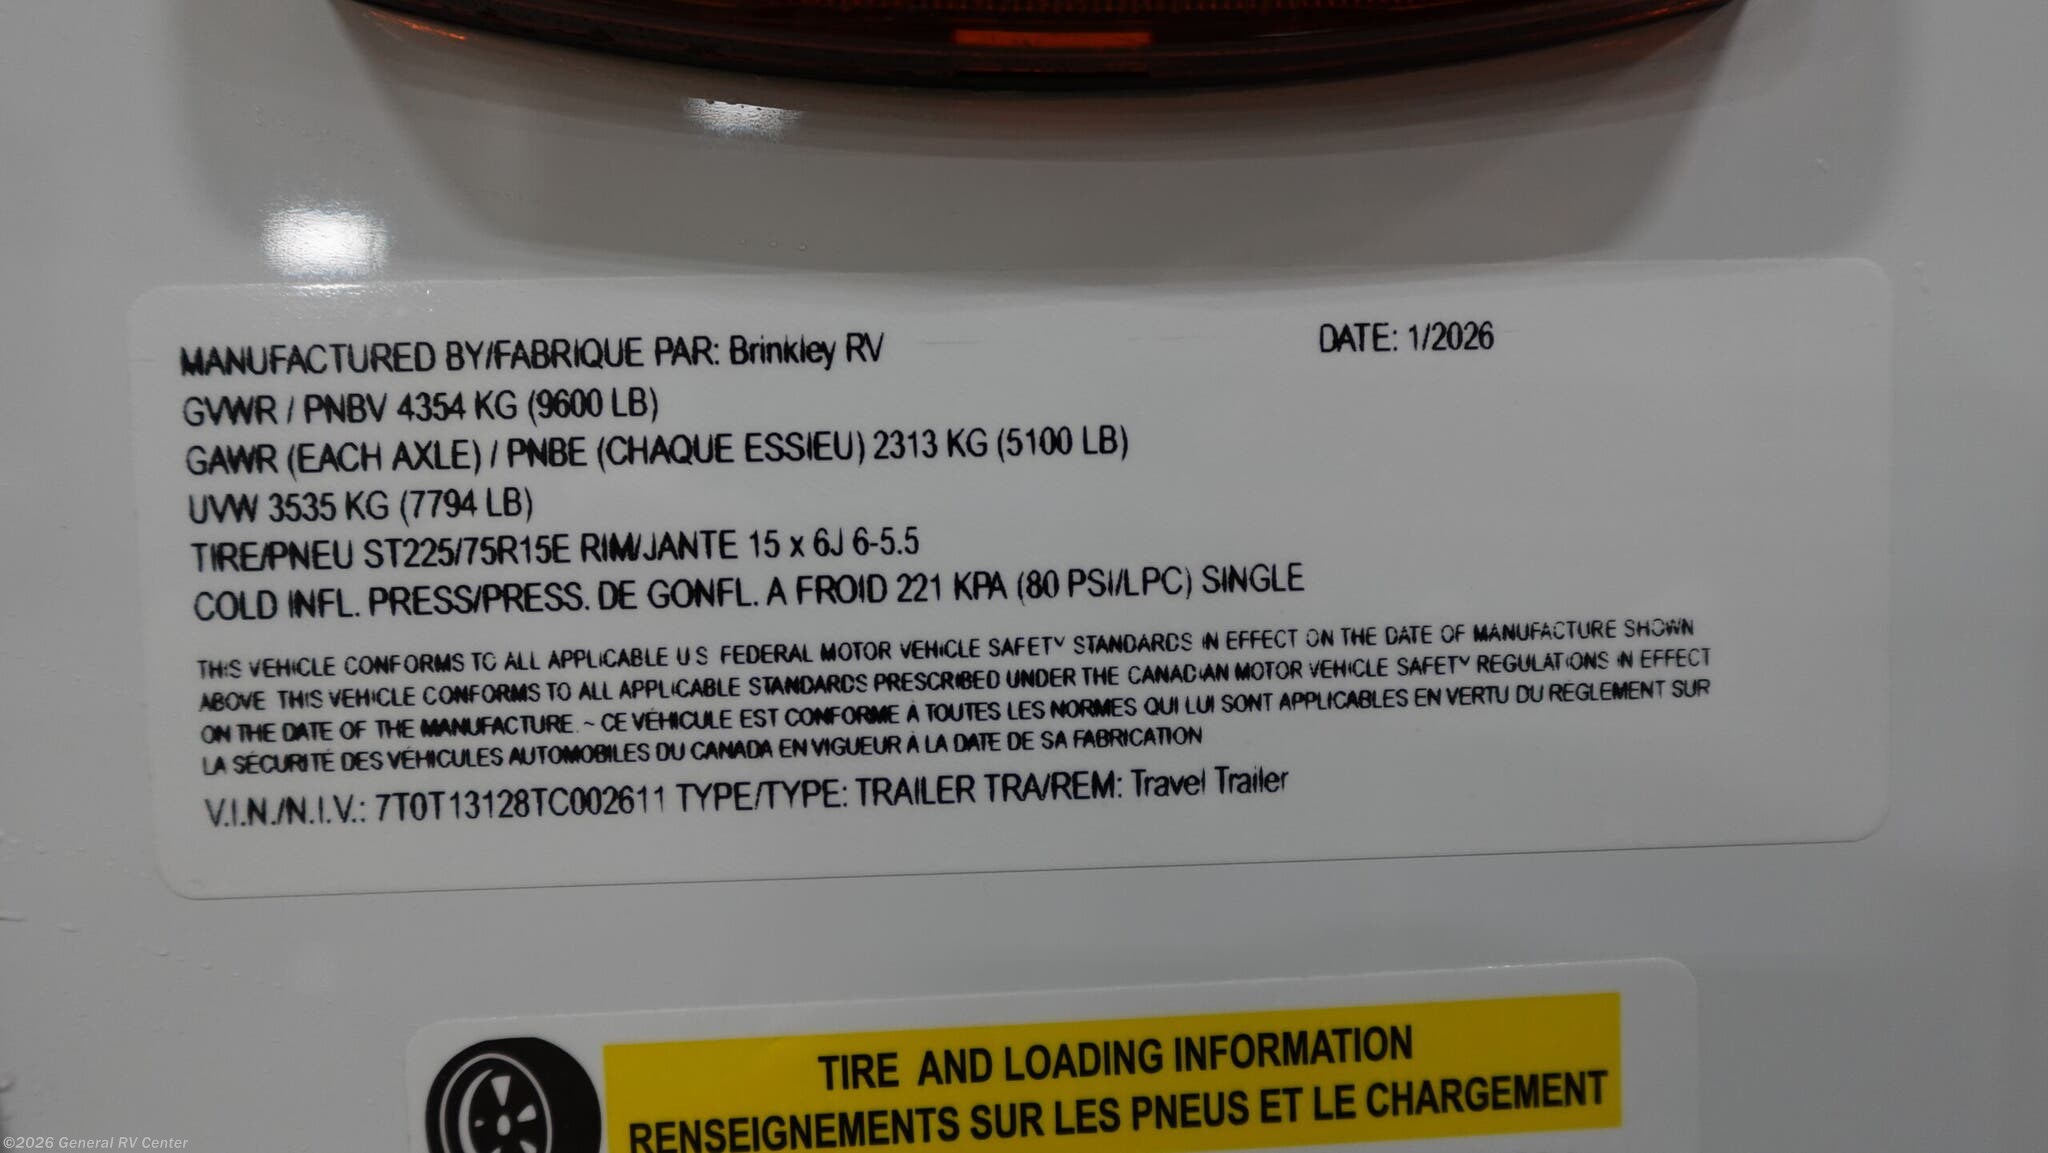 MANUFACTURED BY/FABRIQUE PAR: Brinkley RV DATE: 1/2026
GVWR / PNBV 4354 KG (9600 LB)
GAWR (EACH AXLE) / PNBE (CHAQUE ESSIEU) 2313 KG (5100 LB)
UVW 3535 KG (7794 LB)
TIRE/PNEU ST225/75R15E RIM/JANTE 15 x 6J 6-5.5
COLD INFL. PRESS/PRESS. DE GONFL. A FROID 221 KPA (80 PSI/LPC) SINGLE
THIS VEHICLE CONFORMS TO ALL APPLICABLE U S FEDERAL MOTOR VEHICLE SAFETY STANDARDS IN EFFECT ON THE DATE OF MANUFACTURE SHOWN
ABOVE THIS VEHICLE CONFORMS TO ALL APPLICABLE STANDARDS PRESCRIBED UNDER THE CANADIAN MOTOR VEHICLE SAFETY REGULATIONS IN EFFECT
ON THE DATE OF THE MANUFACTURE. ~ CE VÉHICULE EST CONFORME À TOUTES LES NORMES QUI LUI SONT APPLICABLES EN VERTU DU RÉGLEMENT SUR
LA SÉCURITÉ DES VÉHICULES AUTOMOBILES DU CANADA EN VIGUEUR À LA DATE DE SA FABRICATION
V.I.N./N.I.V.: 7T0T13128TC002611 TYPE/TYPE: TRAILER TRA/REM: Travel Trailer
TIRE AND LOADING INFORMATION
RENSEIGNEMENTS SUR LES PNEUS ET LE CHARGEMENT
©2026 General RV Center